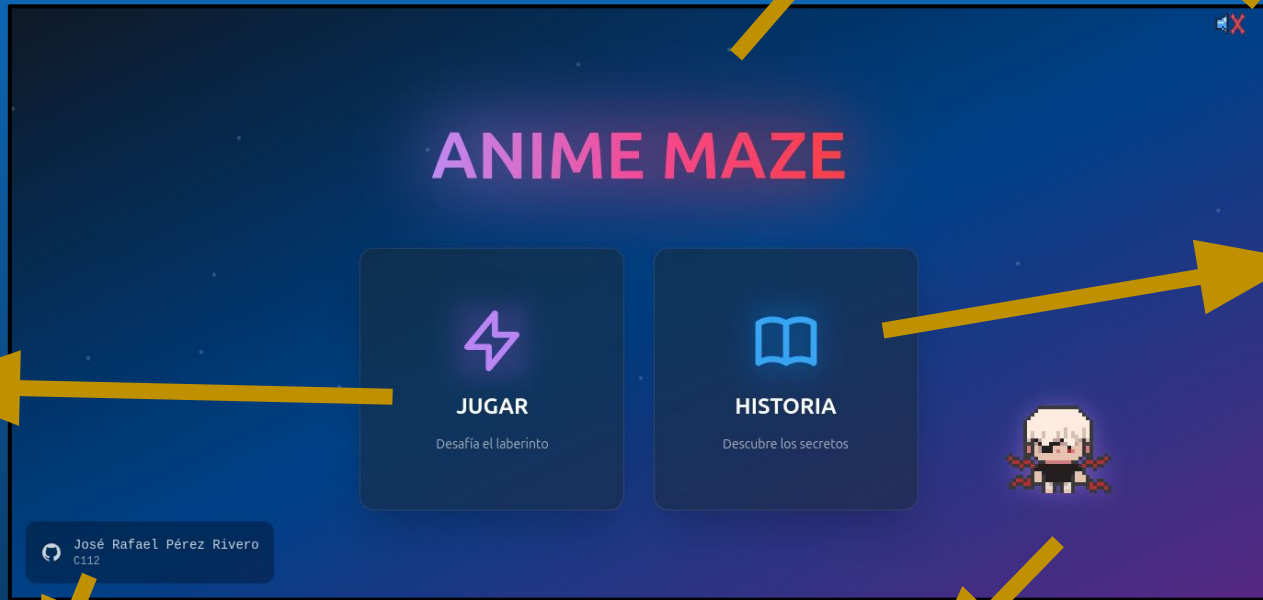 ANIME MAZE
JUGAR
Desafía el laberinto
HISTORIA
Descubre los secretos
José Rafael Pérez Rivero
C112